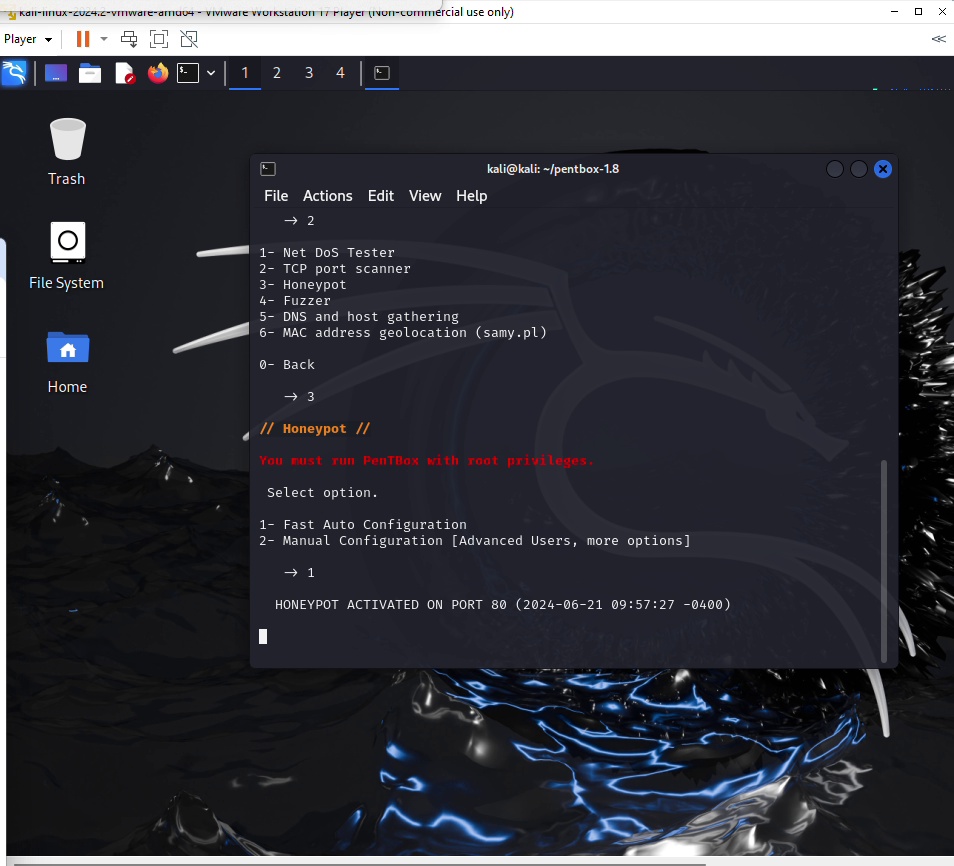 kali-linux-2024.2-vmware-amd64 - VMware Workstation 17 Player (Non-commercial use only)
Player
1 2 3 4
Trash
File System
Home
kali@kali: ~/pentbox-1.8
File Actions Edit View Help
→ 2
1- Net DoS Tester
2- TCP port scanner
3- Honeypot
4- Fuzzer
5- DNS and host gathering
6- MAC address geolocation (samy.pl)
0- Back
→ 3
// Honeypot //
You must run PenTBox with root privileges.
Select option.
1- Fast Auto Configuration
2- Manual Configuration [Advanced Users, more options]
→ 1
HONEYPOT ACTIVATED ON PORT 80 (2024-06-21 09:57:27 -0400)